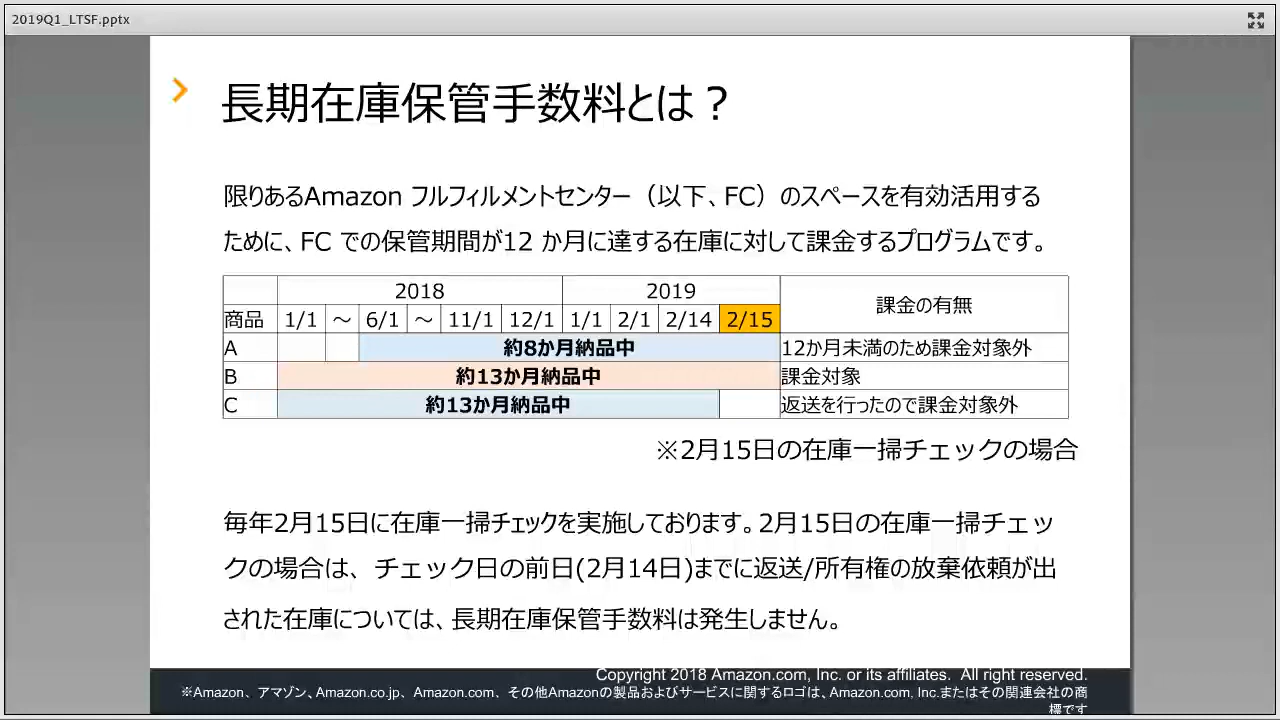 2019Q1_LTSF.pptx
長期在庫保管手数料とは？
限りあるAmazon フルフィルメントセンター（以下、FC）のスペースを有効活用する
ために、FC での保管期間が12 か月に達する在庫に対して課金するプログラムです。
2018 2019 課金の有無
商品 1/1 ～ 6/1 ～ 11/1 12/1 1/1 2/1 2/14 2/15
A 約8か月納品中 12か月未満のため課金対象外
B 約13か月納品中 課金対象
C 約13か月納品中 返送を行ったので課金対象外
※2月15日の在庫一掃チェックの場合
毎年2月15日に在庫一掃チェックを実施しております。2月15日の在庫一掃チェッ
クの場合は、チェック日の前日(2月14日)までに返送/所有権の放棄依頼が出
された在庫については、長期在庫保管手数料は発生しません。
Copyright 2018 Amazon.com, Inc. or its affiliates. All right reserved.
※Amazon、アマゾン、Amazon.co.jp、Amazon.com、その他Amazonの製品およびサービスに関するロゴは、Amazon.com, Inc.またはその関連会社の商
標です